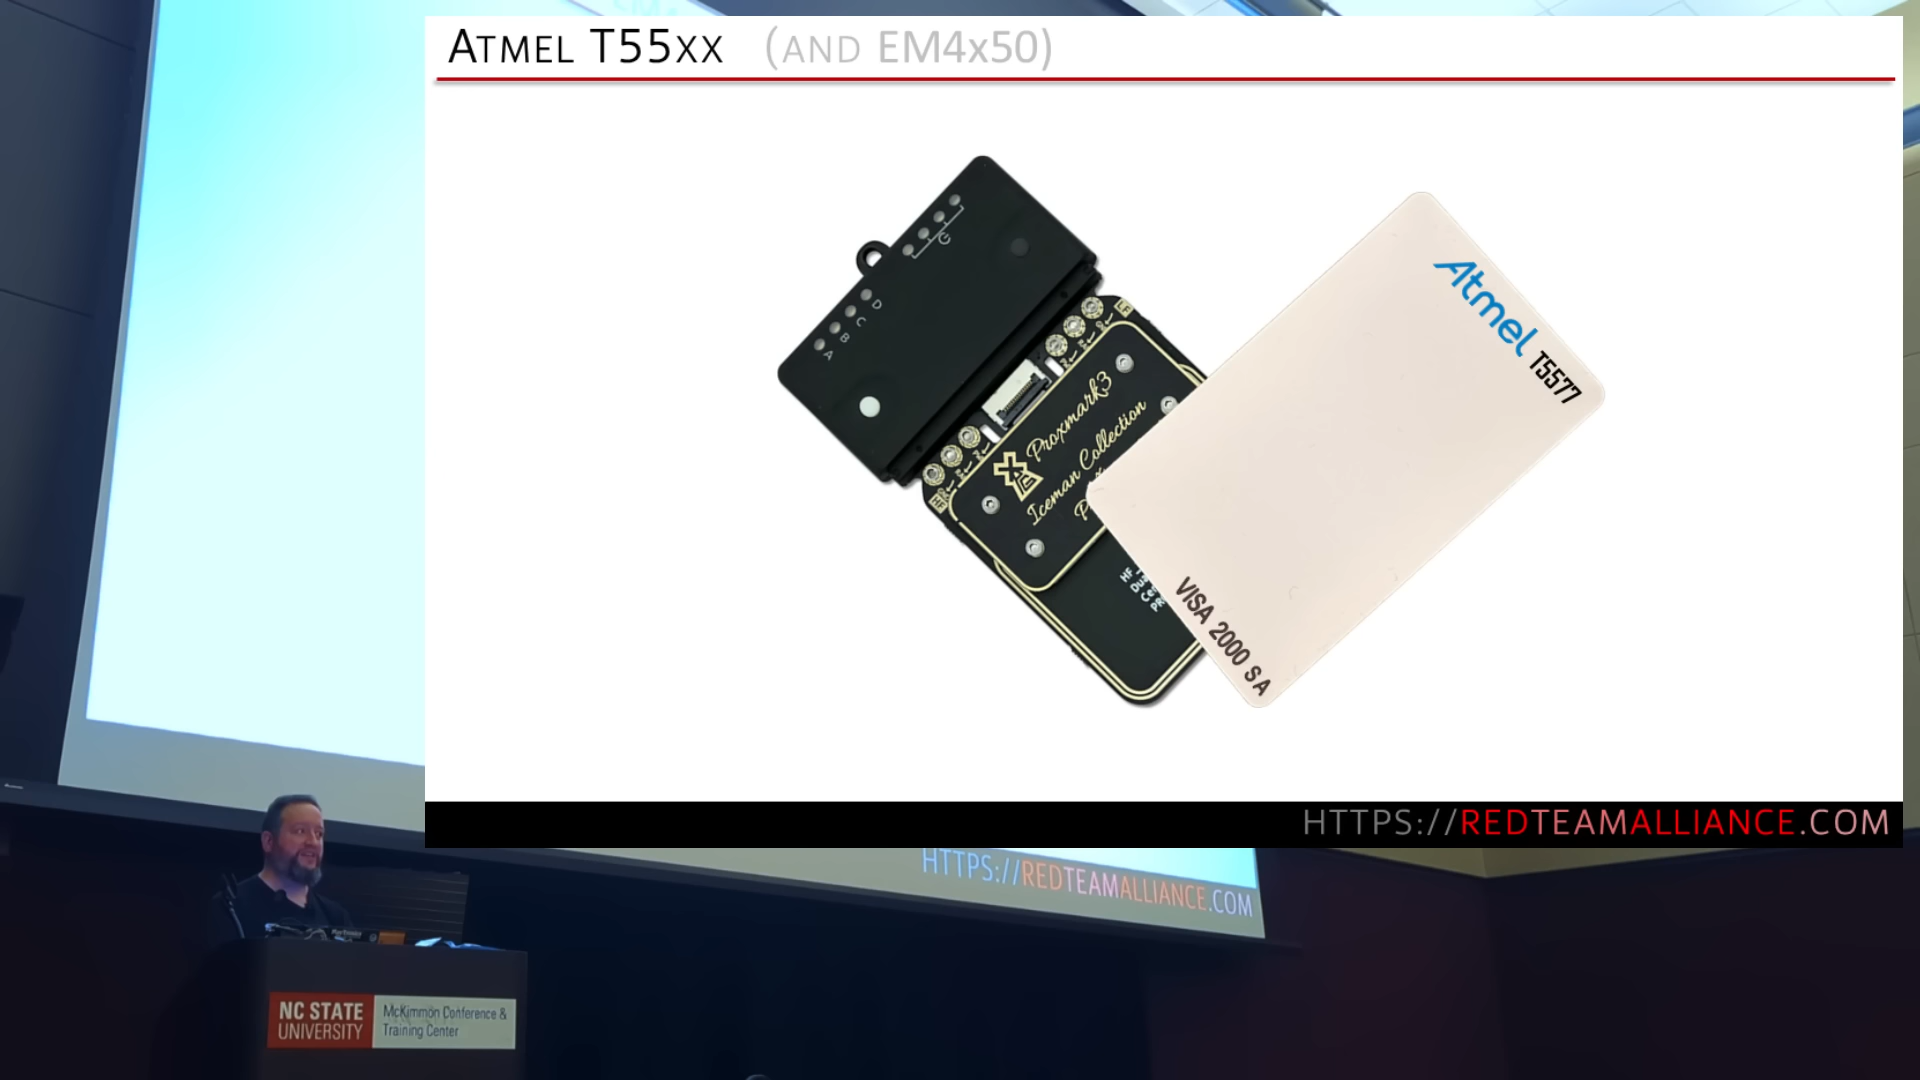 ATMEL T55XX (AND EM4X50)
G
D
C
B
A
Proxmark3
Iceman Collection
HF
Atmel
T5577
VISA 2000 SA
HTTPS://REDTEAMALLIANCE.COM
HTTPS://REDTEAMALLIANCE.COM
NC STATE
UNIVERSITY
McKimmon Conference &
Training Center